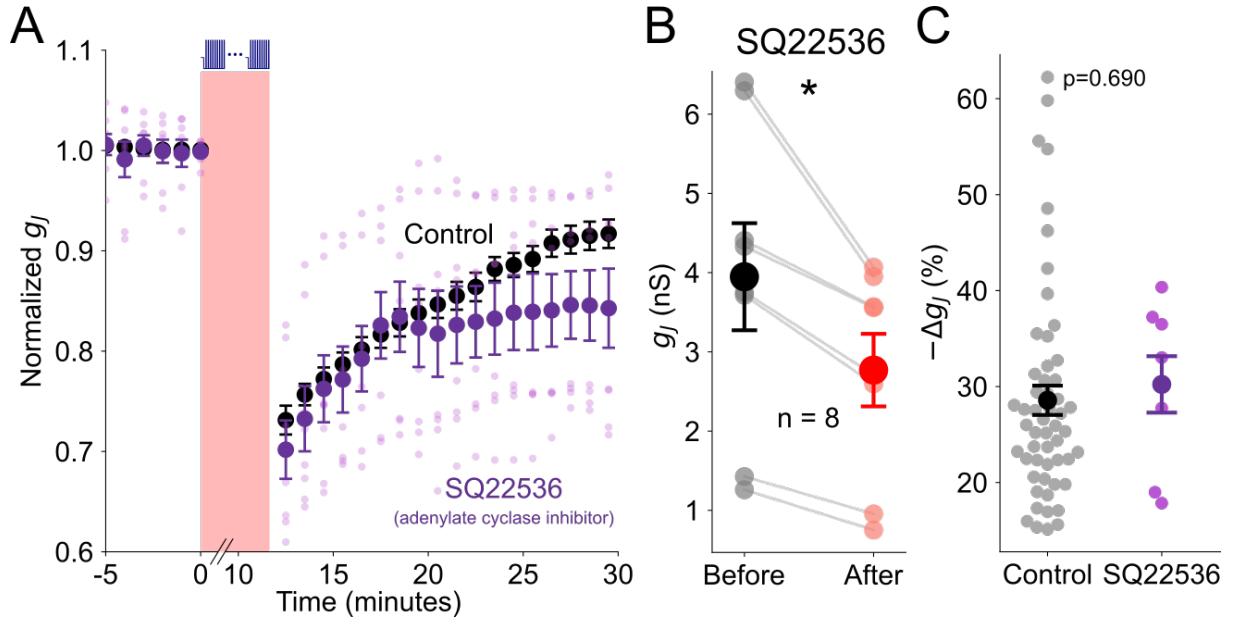 A
1.1
1.0
0.9
0.8
0.7
0.6
Normalized gJ
-5
0
10
15
20
25
30
Time (minutes)
Control
SQ22536
(adenylate cyclase inhibitor)
B
SQ22536
*
6
5
4
3
2
1
gJ (nS)
n = 8
Before
After
C
p=0.690
60
50
40
30
20
−ΔgJ (%)
Control
SQ22536